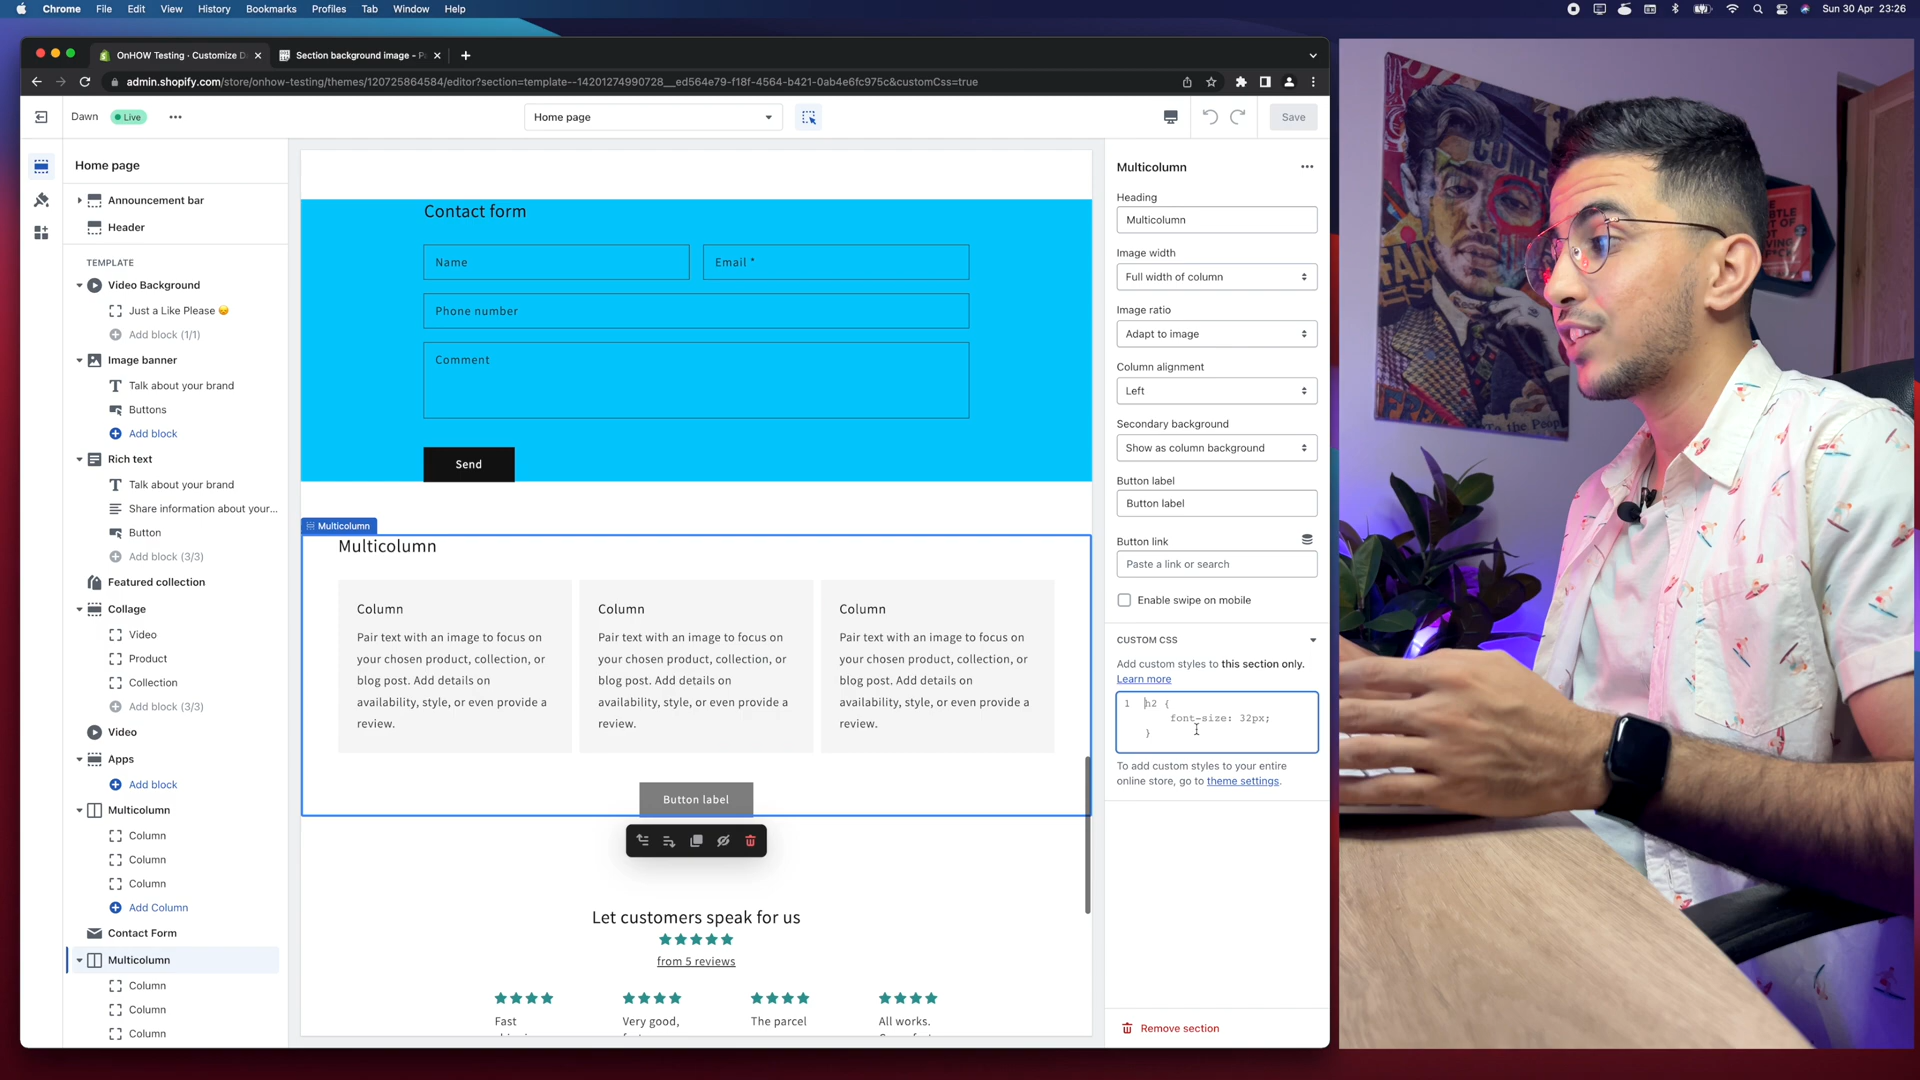 Chrome File Edit View History Bookmarks Profiles Tab Window Help
Sun 30 Apr 23:26
OnHOW Testing · Customize D
Section background image - P
admin.shopify.com/store/onhow-testing/themes/120725864584/editor?section=template--14201274990728__ed564e79-f18f-4564-b421-0ab4e6fc975c&customCss=true
Dawn
Live
Home page
Save
Home page
Announcement bar
Header
TEMPLATE
Video Background
Just a Like Please
Add block (1/1)
Image banner
Talk about your brand
Buttons
Add block
Rich text
Talk about your brand
Share information about your...
Button
Add block (3/3)
Featured collection
Collage
Video
Product
Collection
Add block (3/3)
Video
Apps
Add block
Multicolumn
Column
Column
Column
Add Column
Contact Form
Multicolumn
Column
Column
Column
Contact form
Name
Email *
Phone number
Comment
Send
Multicolumn
Multicolumn
Column
Pair text with an image to focus on
your chosen product, collection, or
blog post. Add details on
availability, style, or even provide a
review.
Column
Pair text with an image to focus on
your chosen product, collection, or
blog post. Add details on
availability, style, or even provide a
review.
Column
Pair text with an image to focus on
your chosen product, collection, or
blog post. Add details on
availability, style, or even provide a
review.
Button label
Let customers speak for us
from 5 reviews
Fast
Very good,
The parcel
All works.
Multicolumn
Heading
Multicolumn
Image width
Full width of column
Image ratio
Adapt to image
Column alignment
Left
Secondary background
Show as column background
Button label
Button label
Button link
Paste a link or search
Enable swipe on mobile
CUSTOM CSS
Add custom styles to this section only.
Learn more
1 h2 {
font-size: 32px;
}
To add custom styles to your entire
online store, go to theme settings.
Remove section